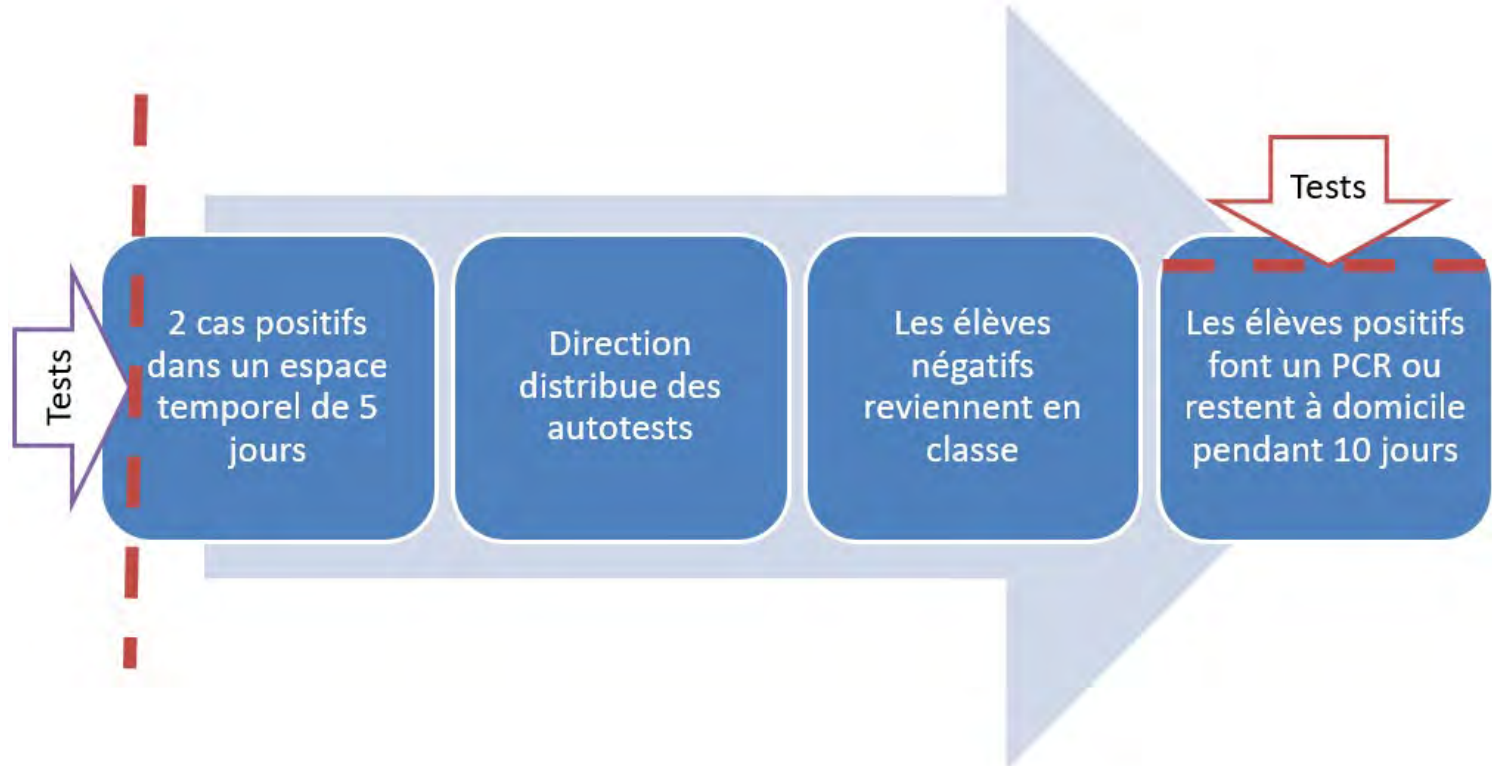 Tests
2 cas positifs
dans un espace
temporel de 5
jours
Direction
distribue des
autotests
Les élèves
négatifs
reviennent en
classe
Tests
Les élèves positifs
font un PCR ou
restent à domicile
pendant 10 jours